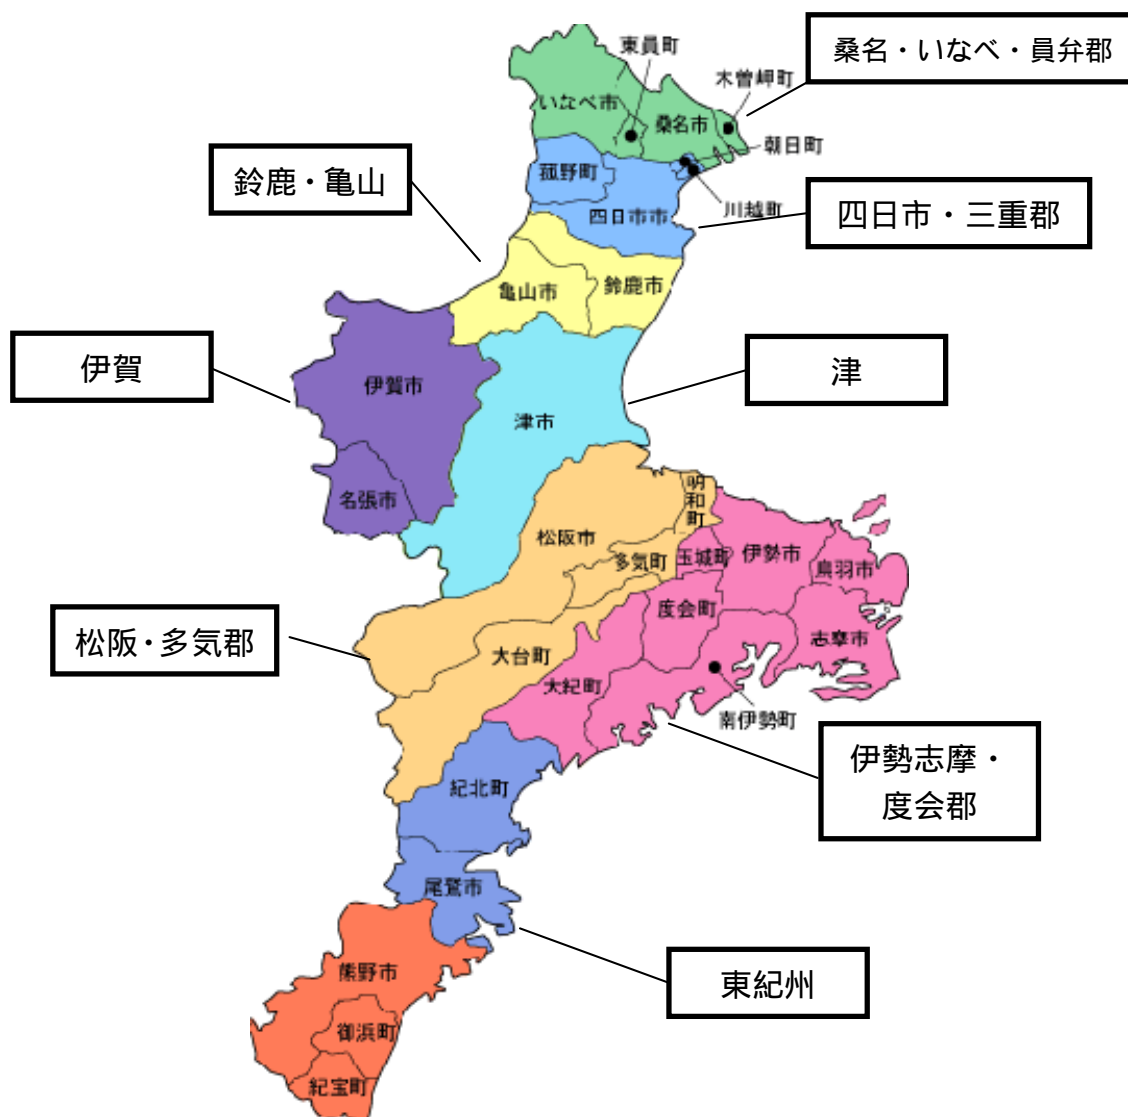 桑名・いなべ・員弁郡
東員町
木曽岬町
いなべ市
桑名市
朝日町
菰野町
鈴鹿・亀山
川越町
四日市市
四日市・三重郡
亀山市
鈴鹿市
伊賀
伊賀市
津
津市
名張市
明和町
松阪市
多気町
玉城町
伊勢市
鳥羽市
度会町
志摩市
松阪・多気郡
大台町
大紀町
南伊勢町
伊勢志摩・
度会郡
紀北町
尾鷲市
東紀州
熊野市
御浜町
紀宝町